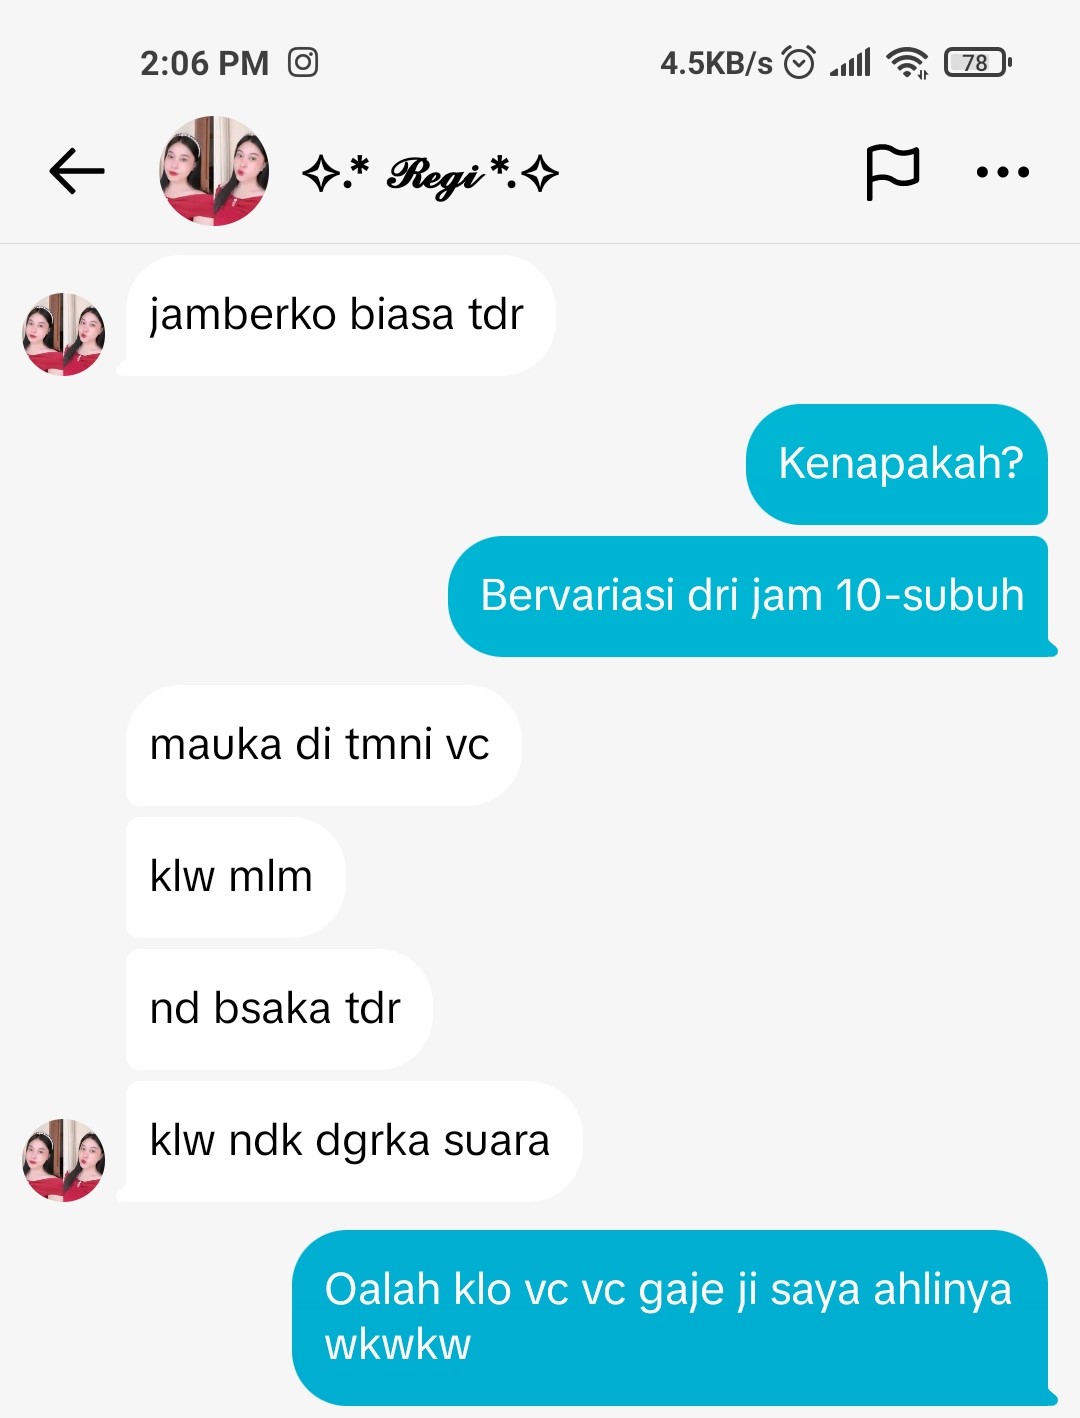 2:06 PM 4.5KB/s 78
✧.* 𝓡𝓮𝓰𝓲 *.✧
jamberko biasa tdr
Kenapakah?
Bervariasi dri jam 10-subuh
mauka di tmni vc
klw mlm
nd bsaka tdr
klw ndk dgrka suara
Oalah klo vc vc gaje ji saya ahlinya
wkwkw